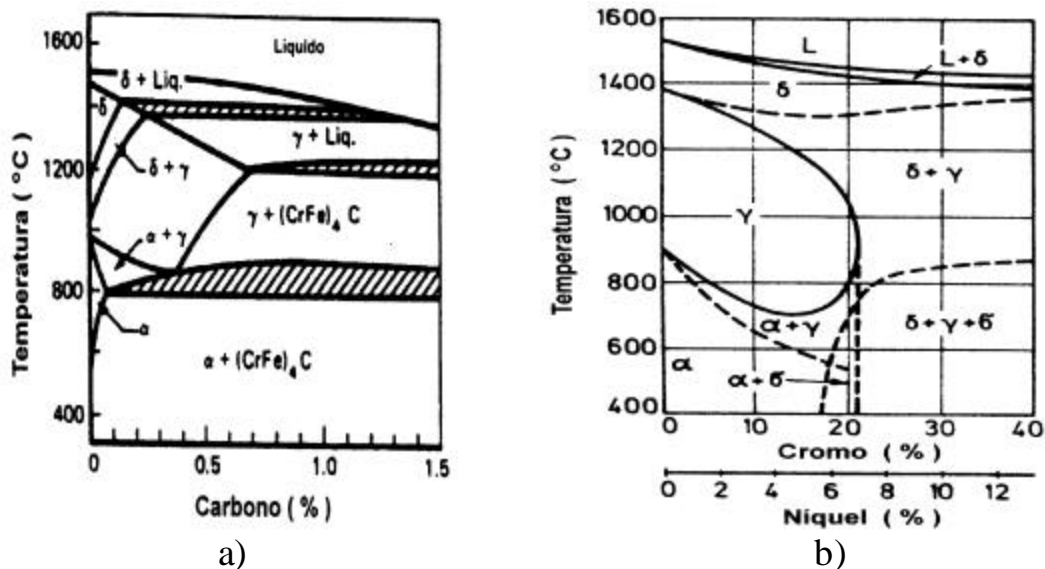 1600
1200
800
400
Temperatura ( °C )
Liquido
δ + Liq.
δ
γ + Liq.
δ + γ
γ + (CrFe)₄ C
α + γ
α
α + (CrFe)₄ C
0 0.5 1.0 1.5
Carbono ( % )
a)
1600
1400
1200
1000
800
600
400
Temperatura ( °C )
L
L + δ
δ
δ + γ
γ
α + γ
δ + γ + б
α
α + б
0 10 20 30 40
Cromo ( % )
0 2 4 6 8 10 12
Níquel ( % )
b)